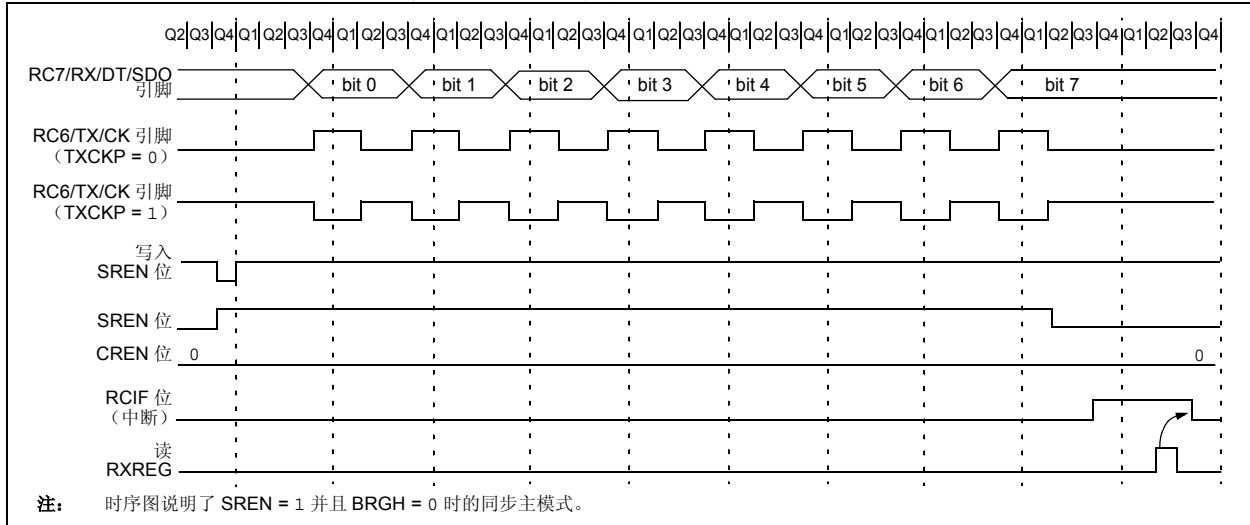 Q2 Q3 Q4 Q1 Q2 Q3 Q4 Q1 Q2 Q3 Q4 Q1 Q2 Q3 Q4 Q1 Q2 Q3 Q4 Q1 Q2 Q3 Q4 Q1 Q2 Q3 Q4 Q1 Q2 Q3 Q4 Q1 Q2 Q3 Q4 Q1 Q2 Q3 Q4 Q1 Q2 Q3 Q4
RC7/RX/DT/SDO
引脚
bit 0 bit 1 bit 2 bit 3 bit 4 bit 5 bit 6 bit 7
RC6/TX/CK 引脚
（TXCKP = 0）
RC6/TX/CK 引脚
（TXCKP = 1）
写入
SREN 位
SREN 位
CREN 位 0 0
RCIF 位
（中断）
读
RXREG
注： 时序图说明了 SREN = 1 并且 BRGH = 0 时的同步主模式。